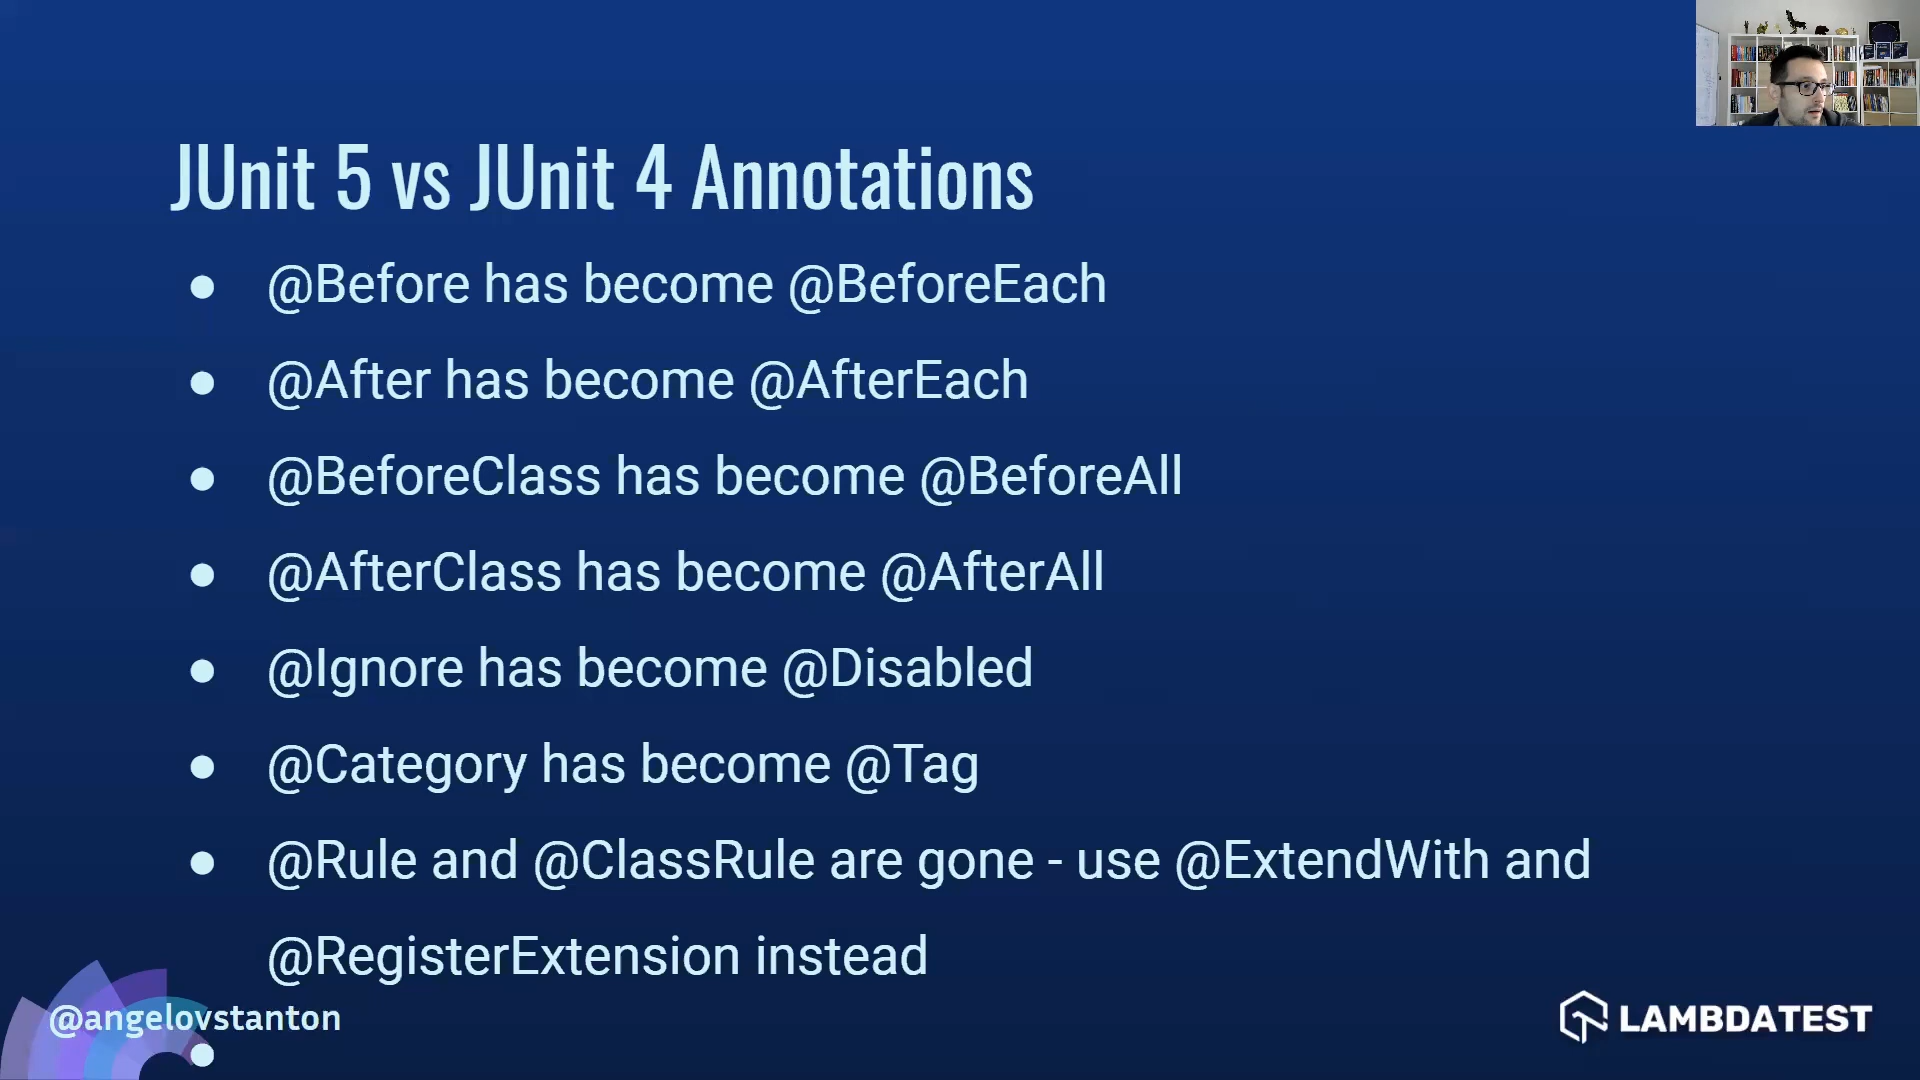 JUnit 5 vs JUnit 4 Annotations
● @Before has become @BeforeEach
● @After has become @AfterEach
● @BeforeClass has become @BeforeAll
● @AfterClass has become @AfterAll
● @Ignore has become @Disabled
● @Category has become @Tag
● @Rule and @ClassRule are gone - use @ExtendWith and
@RegisterExtension instead
@angelovstanton
LAMBDATEST